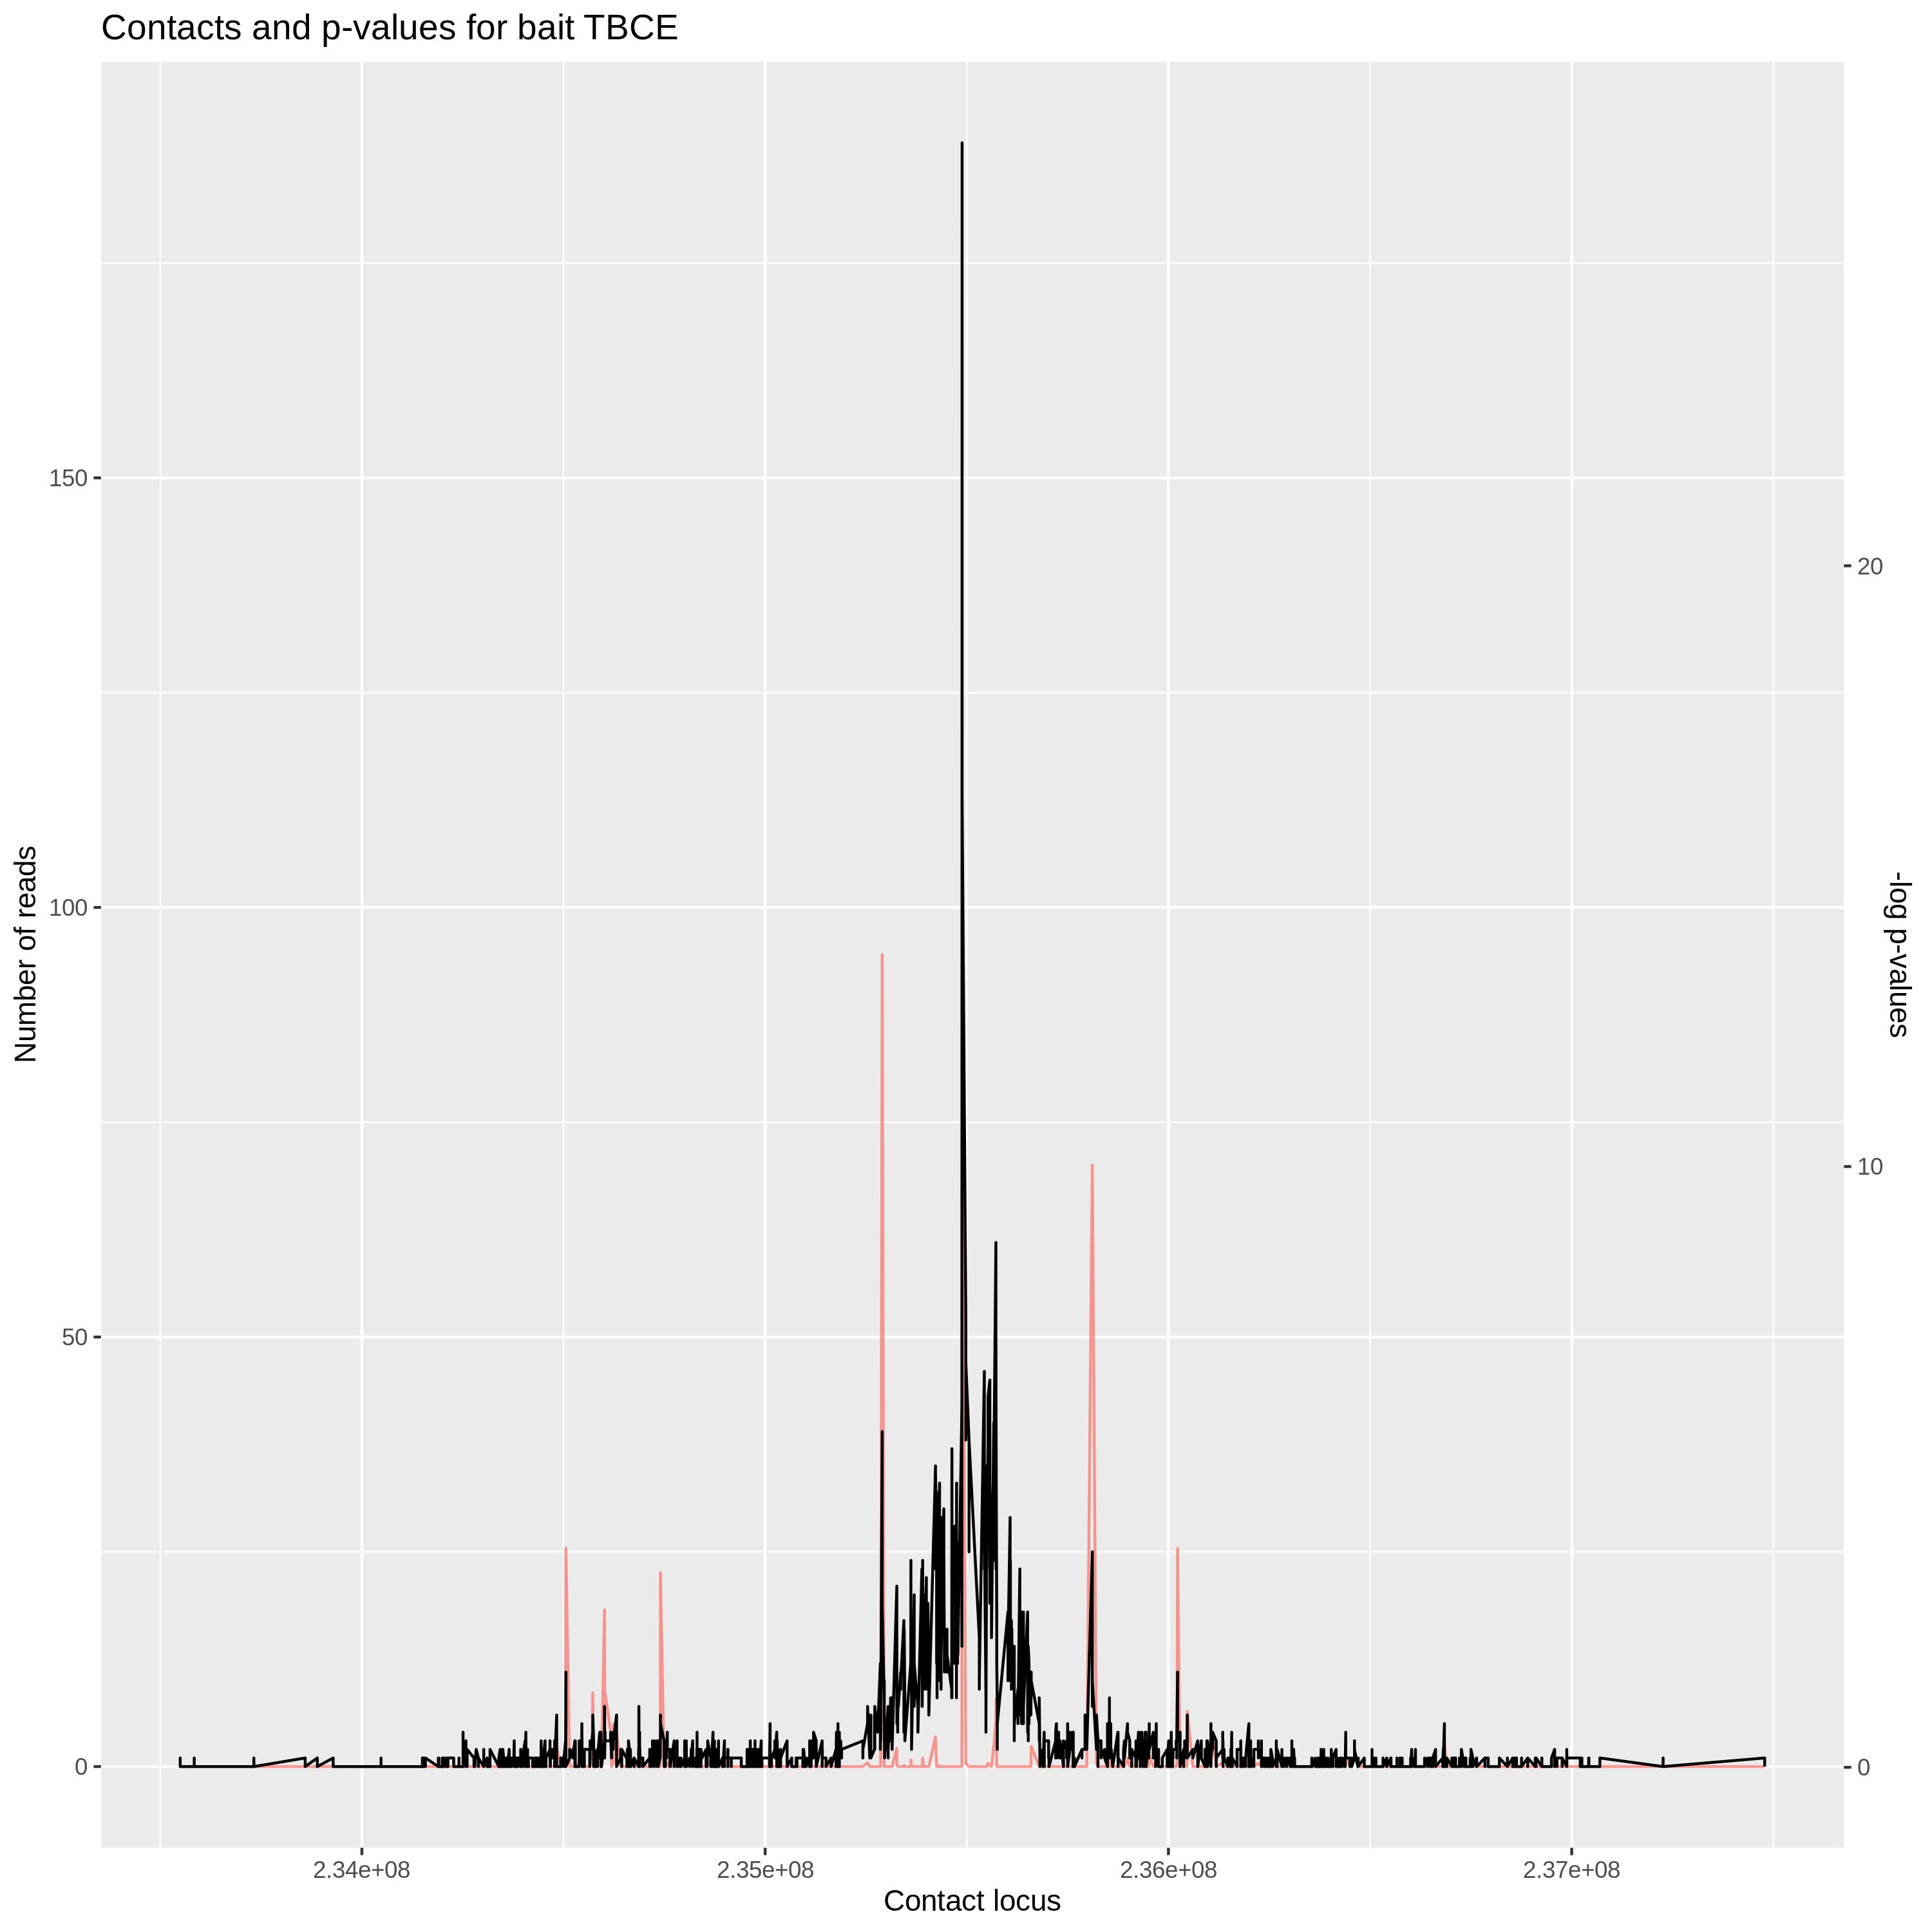 Contacts and p-values for bait TBCE
Number of reads
150
100
50
0
20
10
0
-log p-values
2.34e+08
2.35e+08
2.36e+08
2.37e+08
Contact locus